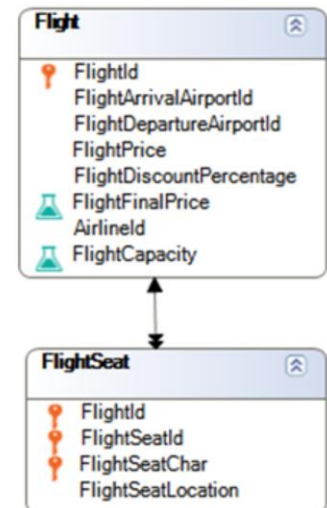 Flight
FlightId
FlightArrivalAirportId
FlightDepartureAirportId
FlightPrice
FlightDiscountPercentage
FlightFinalPrice
AirlineId
FlightCapacity
FlightSeat
FlightId
FlightSeatId
FlightSeatChar
FlightSeatLocation